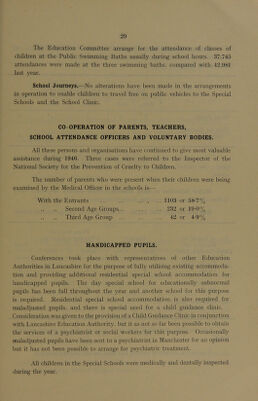 29
The Education Committee arrange for the attendance of classes of
children at the Public Swimming Baths usually during school hours. 37,743
attendances were made at the three swimming baths, compared with 42,981
last year.
School Journeys.—No alterations have been made in the arrangements
in operation to enable children to travel free on public vehicles to the Special
Schools and the School Clinic.
CO-OPERATION OF PARENTS, TEACHERS,
SCHOOL ATTENDANCE OFFICERS AND VOLUNTARY BODIES.
All these persons and organisations have continued to give most valuable
assistance during 1946. Three cases were referred to the Inspector of the
National Society for the Prevention of Cruelty to Children.
The number of parents who were present when their children were being
examined by the Medical Officer in the schools is—
With the Entrants ... ... 1103 or 58·7%
,, ,, Second Age Groups... ... ... 232 or 19·0%
,, ,, Third Age Group ... ... 42 or 4·9%
HANDICAPPED PUPILS.
Conferences took place with representatives of other Education
Authorities in Lancashire for the purpose of fully utilising existing accommoda-
tion and providing additional residential special school accommodation for
handicapped pupils. The day special school for educationally subnormal
pupils has been full throughout the year and another school for this purpose
is required. Residential special school accommodation is also required for
maladjusted pupils and there is special need for a child guidance clinic.
Consideration was given to the provision of a Child Guidance Clinic in conjunction
with Lancashire Education Authority, but it is not so far been possible to obtain
the services of a psychiatrist or social workers for this purpose. Occasionally
maladjusted pupils have been sent to a psychiatrist in Manchester for an opinion
but it has not been possible to arrange for psychiatric treatment.
All children in the Special Schools were medically and dentally inspected
during the year.